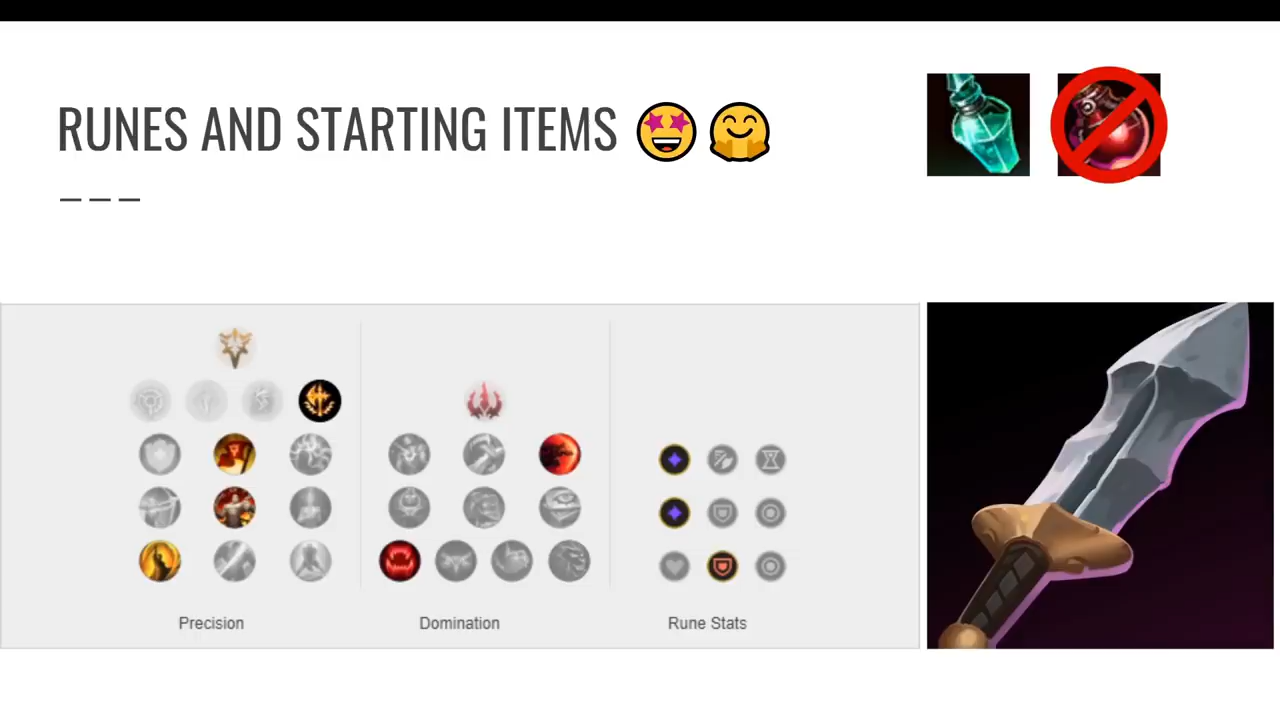 RUNES AND STARTING ITEMS 🤩 🤗
Precision
Domination
Rune Stats